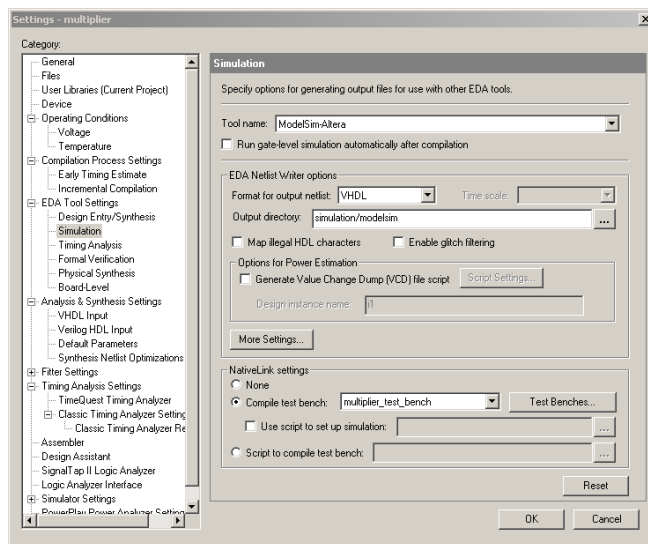 Settings - multiplier
Category:
General
Files
User Libraries (Current Project)
Device
Operating Conditions
Voltage
Temperature
Compilation Process Settings
Early Timing Estimate
Incremental Compilation
EDA Tool Settings
Design Entry/Synthesis
Simulation
Timing Analysis
Formal Verification
Physical Synthesis
Board-Level
Analysis & Synthesis Settings
VHDL Input
Verilog HDL Input
Default Parameters
Synthesis Netlist Optimizations
Fitter Settings
Timing Analysis Settings
TimeQuest Timing Analyzer
Classic Timing Analyzer Setting
Classic Timing Analyzer Re
Assembler
Design Assistant
SignalTap II Logic Analyzer
Logic Analyzer Interface
Simulator Settings
PowerPlay Power Analyzer Setting
Simulation
Specify options for generating output files for use with other EDA tools.
Tool name: ModelSim-Altera
Run gate-level simulation automatically after compilation
EDA Netlist Writer options
Format for output netlist: VHDL Time scale:
Output directory: simulation/modelsim ...
Map illegal HDL characters Enable glitch filtering
Options for Power Estimation
Generate Value Change Dump (VCD) file script Script Settings...
Design instance name: i1
More Settings...
NativeLink settings
None
Compile test bench: multiplier_test_bench Test Benches...
Use script to set up simulation: ...
Script to compile test bench: ...
Reset
OK Cancel